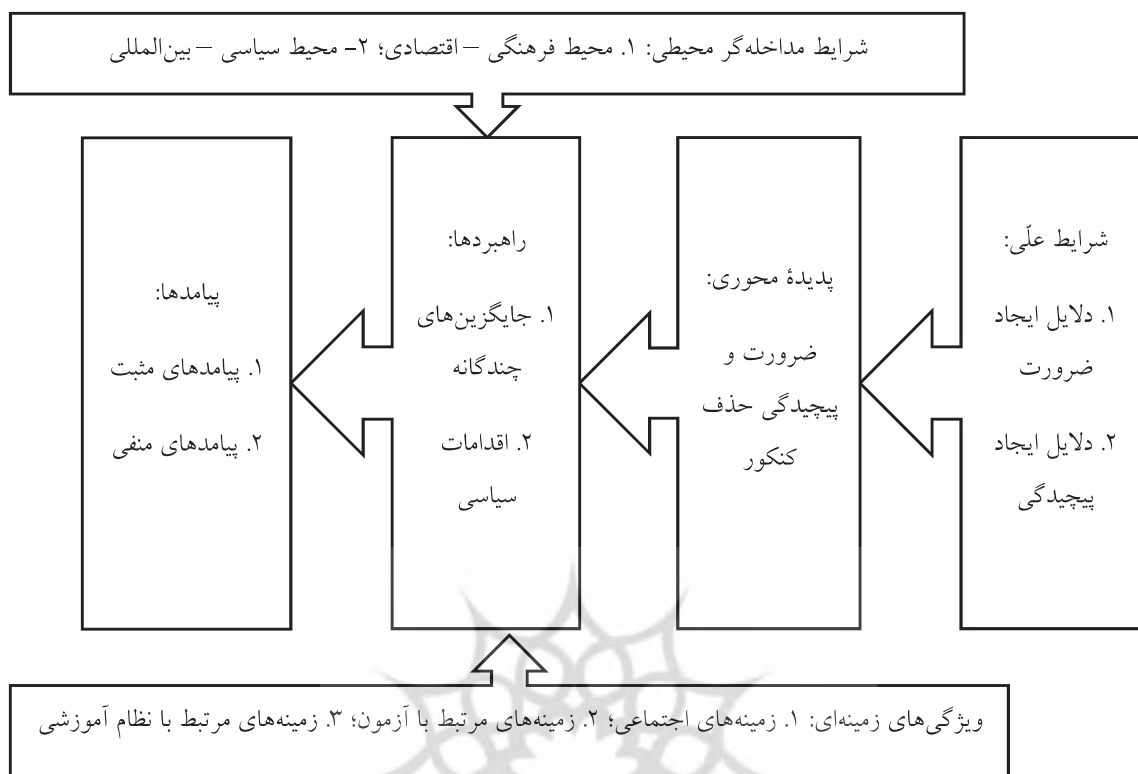 شرایط مداخله‌گر محیطی: ۱. محیط فرهنگی – اقتصادی؛ ۲- محیط سیاسی – بین‌المللی
شرایط علّی:
۱. دلایل ایجاد
ضرورت
۲. دلایل ایجاد
پیچیدگی
پدیدۀ محوری:
ضرورت و
پیچیدگی حذف
کنکور
راهبردها:
۱. جایگزین‌های
چندگانه
۲. اقدامات
سیاسی
پیامدها:
۱. پیامدهای مثبت
۲. پیامدهای منفی
ویژگی‌های زمینه‌ای: ۱. زمینه‌های اجتماعی؛ ۲. زمینه‌های مرتبط با آزمون؛ ۳. زمینه‌های مرتبط با نظام آموزشی